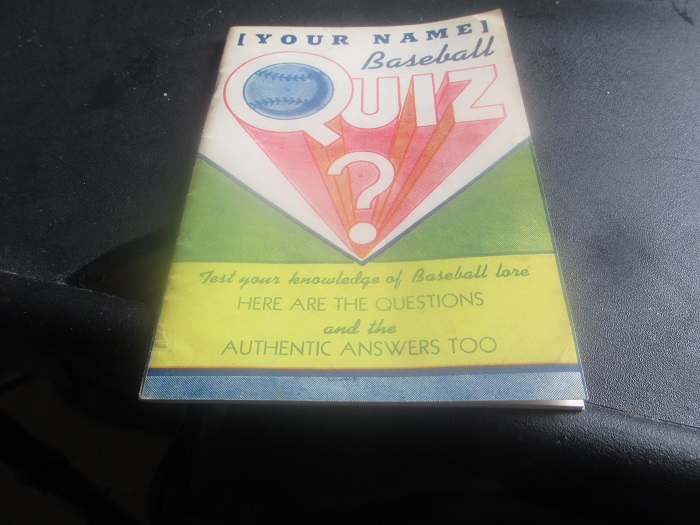 [YOUR NAME]
Baseball
QUIZ
?
Test your knowledge of Baseball lore
HERE ARE THE QUESTIONS
and the
AUTHENTIC ANSWERS TOO